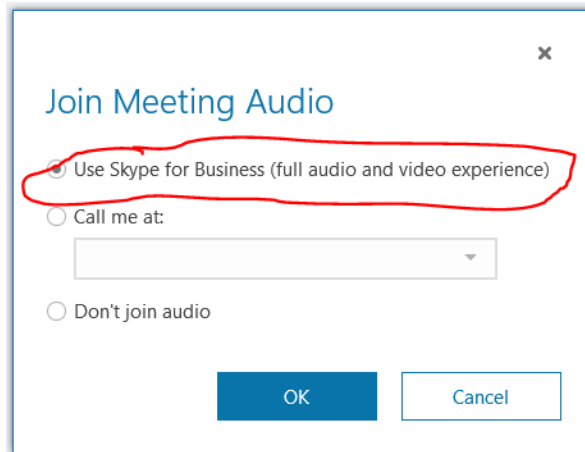 Join Meeting Audio
Use Skype for Business (full audio and video experience)
Call me at:
Don't join audio
OK
Cancel